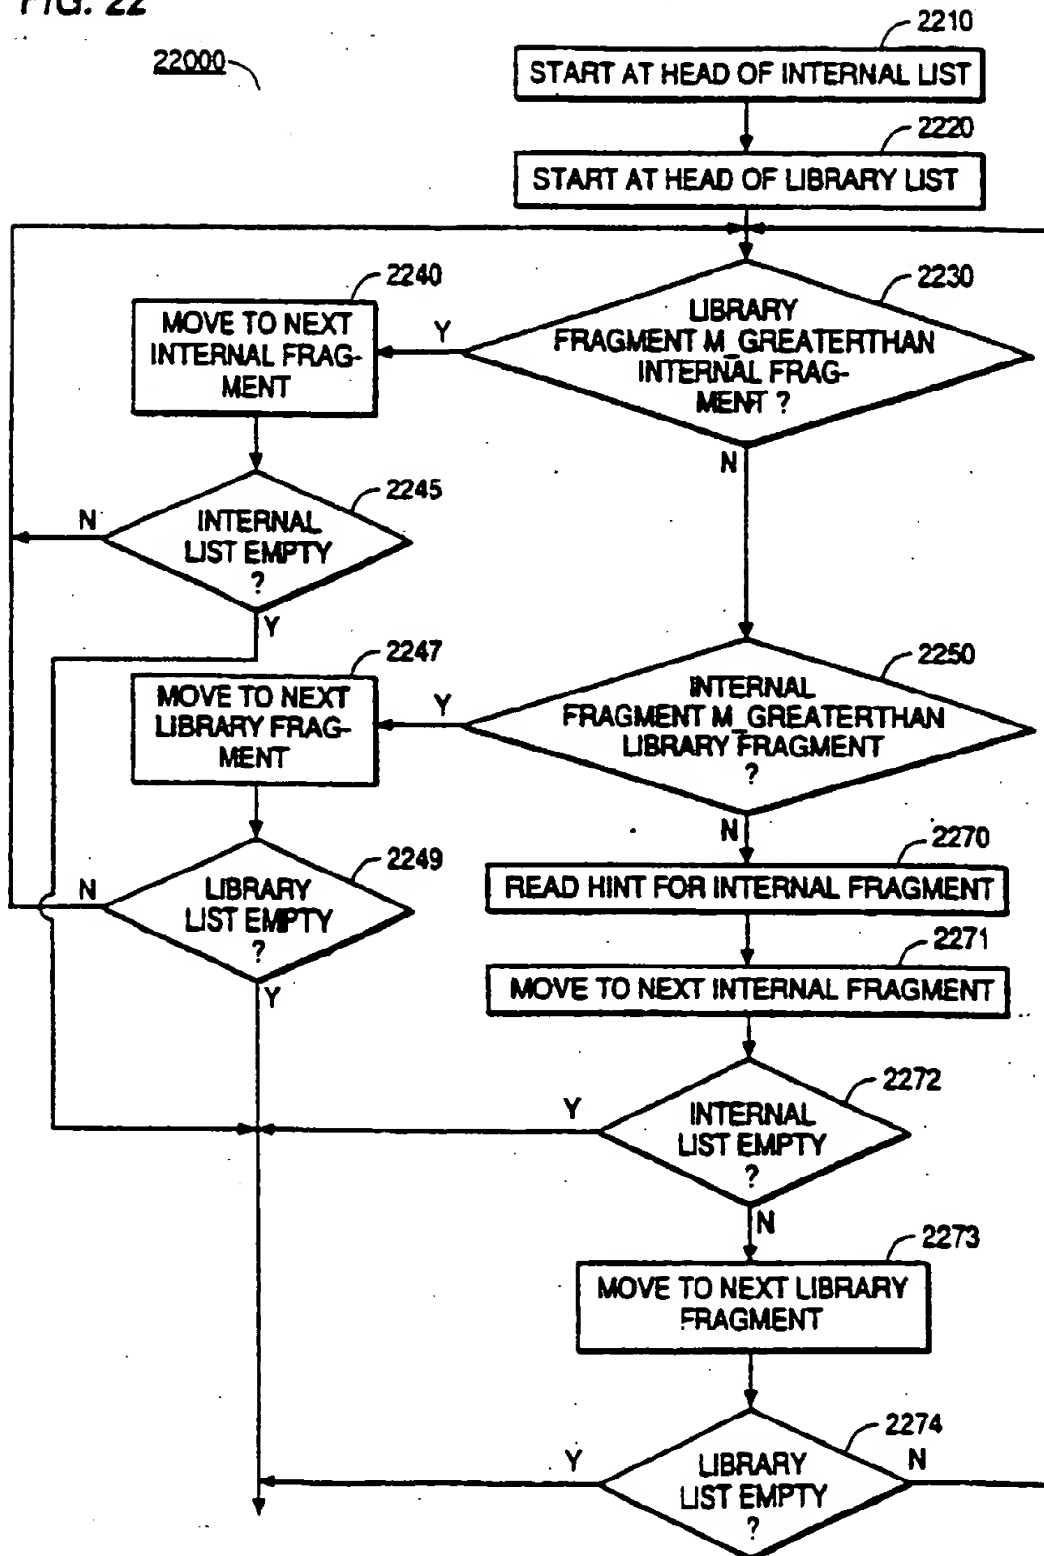 FIG. 22
22000
2210
START AT HEAD OF INTERNAL LIST
2220
START AT HEAD OF LIBRARY LIST
2230
LIBRARY
FRAGMENT M_GREATERTHAN
INTERNAL FRAG-
MENT ?
Y
N
2240
MOVE TO NEXT
INTERNAL FRAG-
MENT
2245
INTERNAL
LIST EMPTY
?
N
Y
2250
INTERNAL
FRAGMENT M_GREATERTHAN
LIBRARY FRAGMENT
?
Y
N
2247
MOVE TO NEXT
LIBRARY FRAG-
MENT
2249
LIBRARY
LIST EMPTY
?
N
Y
2270
READ HINT FOR INTERNAL FRAGMENT
2271
MOVE TO NEXT INTERNAL FRAGMENT
2272
INTERNAL
LIST EMPTY
?
Y
N
2273
MOVE TO NEXT LIBRARY
FRAGMENT
2274
LIBRARY
LIST EMPTY
?
Y
N